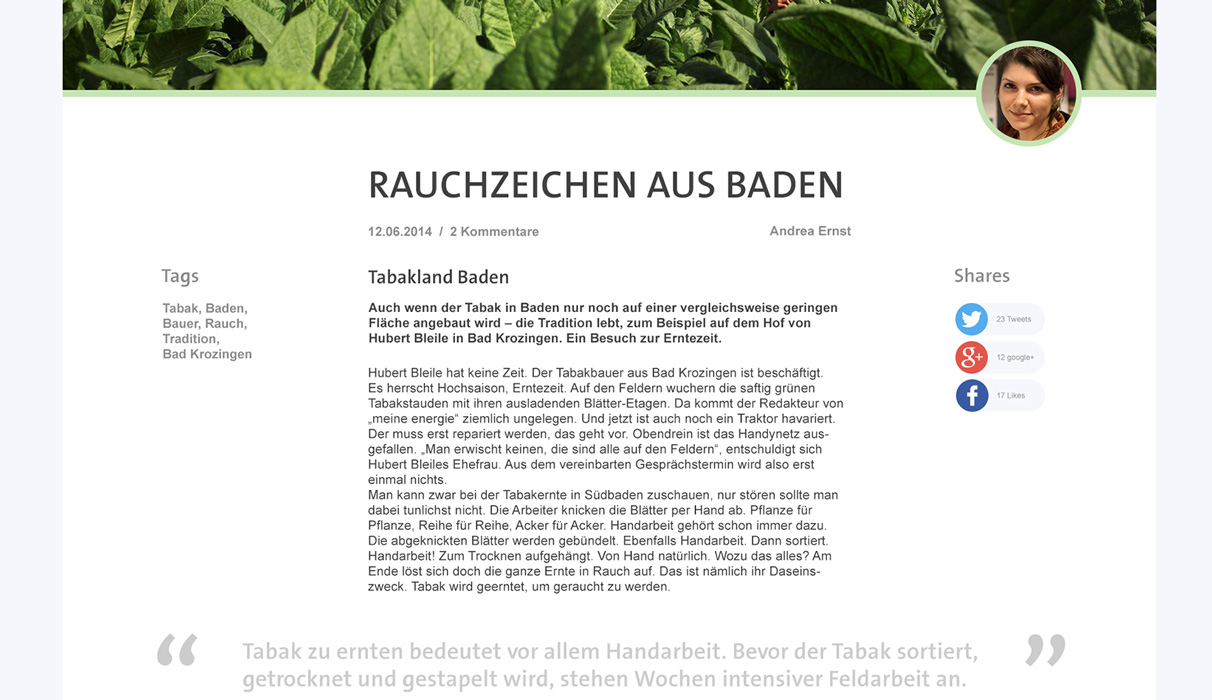 RAUCHZEICHEN AUS BADEN
12.06.2014 / 2 Kommentare
Andrea Ernst
Tags
Tabak, Baden,
Bauer, Rauch,
Tradition,
Bad Krozingen
Tabakland Baden
Auch wenn der Tabak in Baden nur noch auf einer vergleichsweise geringen
Fläche angebaut wird – die Tradition lebt, zum Beispiel auf dem Hof von
Hubert Bleile in Bad Krozingen. Ein Besuch zur Erntezeit.
Hubert Bleile hat keine Zeit. Der Tabakbauer aus Bad Krozingen ist beschäftigt.
Es herrscht Hochsaison, Erntezeit. Auf den Feldern wuchern die saftig grünen
Tabakstauden mit ihren ausladenden Blätter-Etagen. Da kommt der Redakteur von
„meine energie“ ziemlich ungelegen. Und jetzt ist auch noch ein Traktor havariert.
Der muss erst repariert werden, das geht vor. Obendrein ist das Handynetz aus-
gefallen. „Man erwischt keinen, die sind alle auf den Feldern“, entschuldigt sich
Hubert Bleiles Ehefrau. Aus dem vereinbarten Gesprächstermin wird also erst
einmal nichts.
Man kann zwar bei der Tabakernte in Südbaden zuschauen, nur stören sollte man
dabei tunlichst nicht. Die Arbeiter knicken die Blätter per Hand ab. Pflanze für
Pflanze, Reihe für Reihe, Acker für Acker. Handarbeit gehört schon immer dazu.
Die abgeknickten Blätter werden gebündelt. Ebenfalls Handarbeit. Dann sortiert.
Handarbeit! Zum Trocknen aufgehängt. Von Hand natürlich. Wozu das alles? Am
Ende löst sich doch die ganze Ernte in Rauch auf. Das ist nämlich ihr Daseins-
zweck. Tabak wird geerntet, um geraucht zu werden.
Shares
23 Tweets
g+ 12 google+
f 17 Likes
“ Tabak zu ernten bedeutet vor allem Handarbeit. Bevor der Tabak sortiert, ”
getrocknet und gestapelt wird, stehen Wochen intensiver Feldarbeit an.